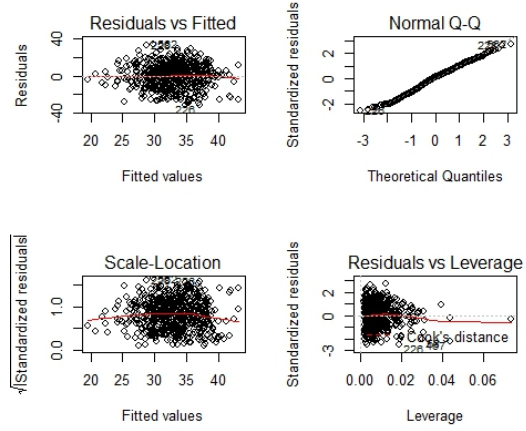 Residuals vs Fitted
Residuals
40
0
-40
20 25 30 35 40
Fitted values
Normal Q-Q
Standardized residuals
2
0
-2
-3 -2 -1 0 1 2 3
Theoretical Quantiles
Scale-Location
√|Standardized residuals|
1.0
0.0
20 25 30 35 40
Fitted values
Residuals vs Leverage
Standardized residuals
2
0
-3
Cook's distance
0.00 0.02 0.04 0.06
Leverage